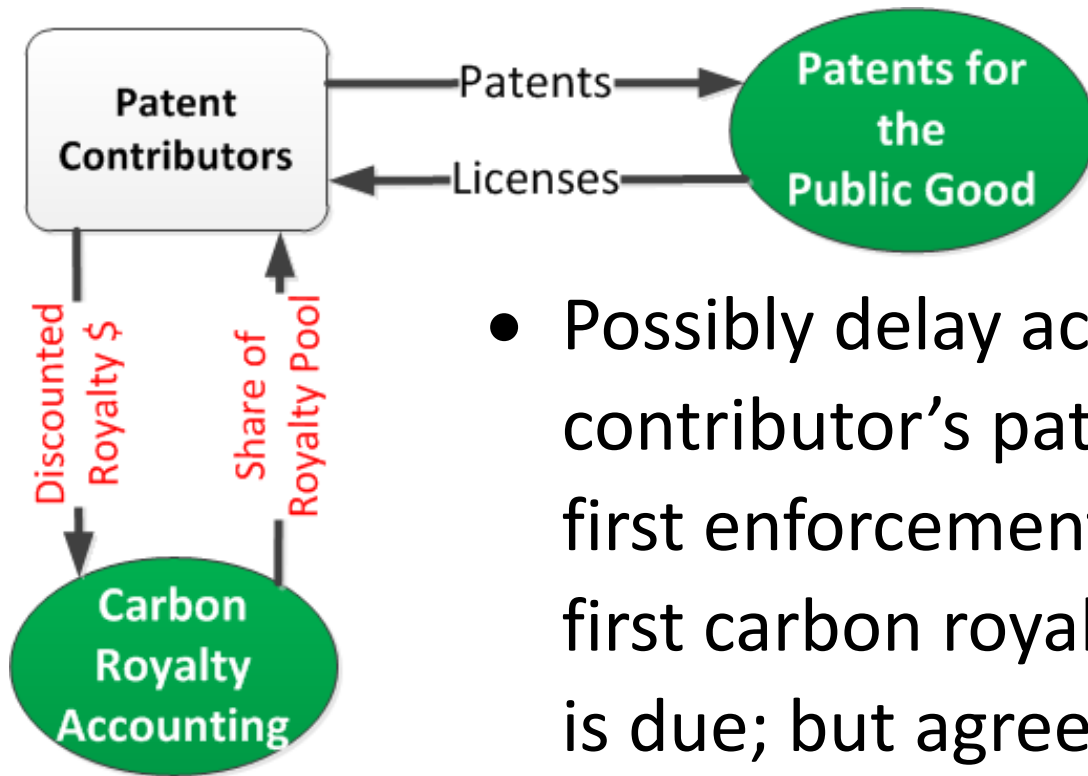 Patent
Contributors
Patents
Licenses
Patents for
the
Public Good
Discounted
Royalty $
Share of
Royalty Pool
Carbon
Royalty
Accounting
• Possibly delay ac
contributor’s pat
first enforcemen
first carbon royal
is due; but agree